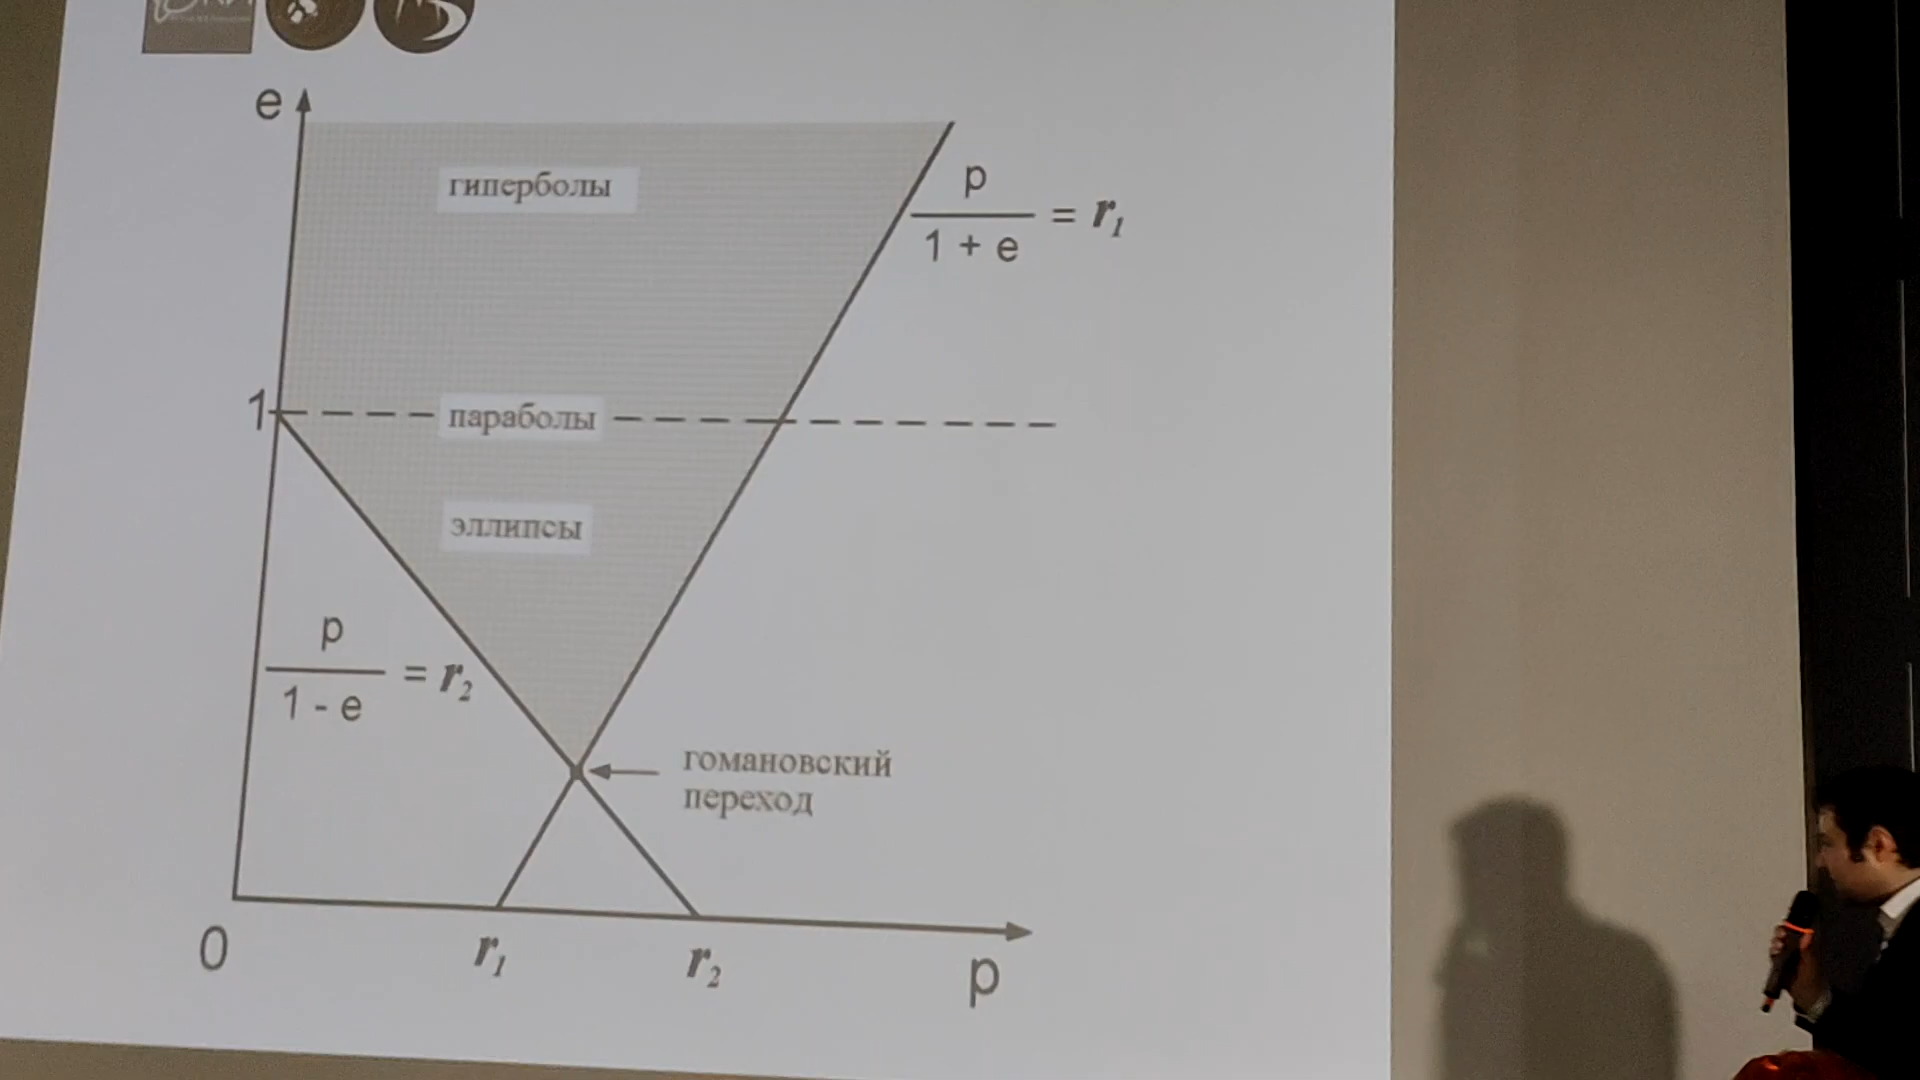 e
гиперболы
p
1 + e
= r₁
1
параболы
эллипсы
p
1 - e
= r₂
гомановский
переход
0
r₁
r₂
p